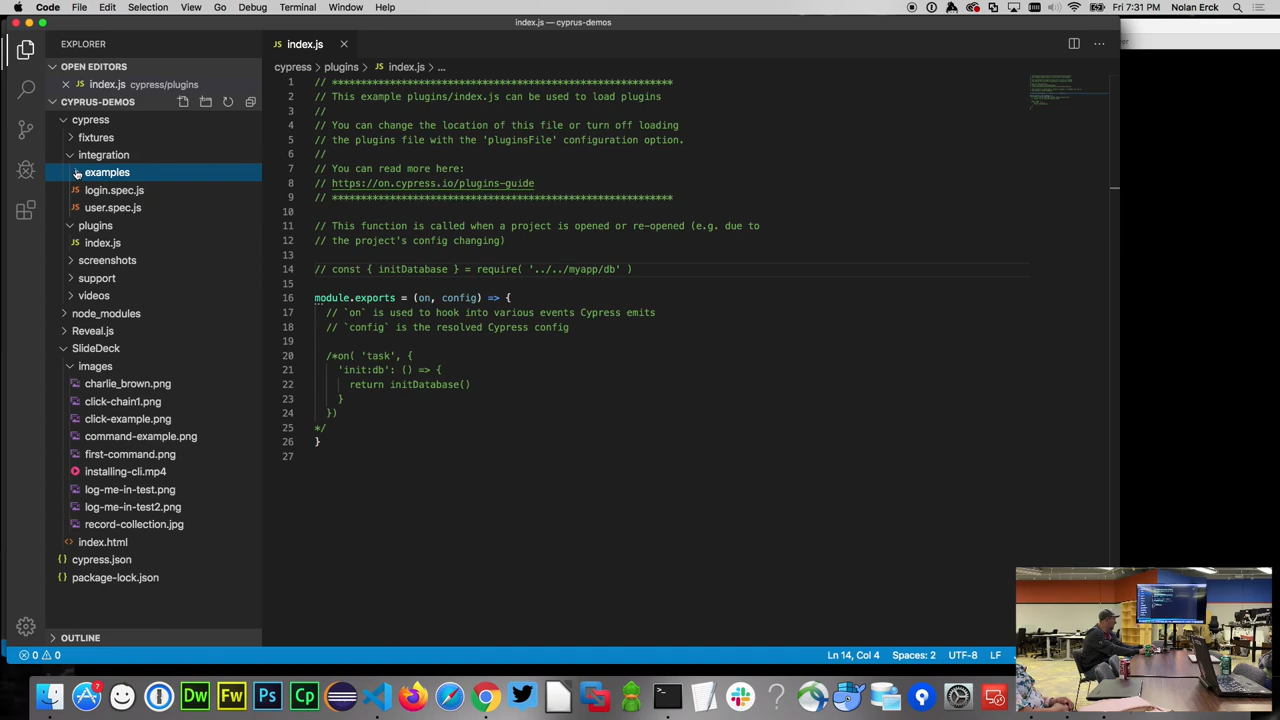 Code File Edit Selection View Go Debug Terminal Window Help
Fri 7:31 PM Nolan Erck
index.js — cyprus-demos
EXPLORER
OPEN EDITORS
index.js cypress/plugins
CYPRUS-DEMOS
cypress
fixtures
integration
examples
login.spec.js
user.spec.js
plugins
index.js
screenshots
support
videos
node_modules
Reveal.js
SlideDeck
images
charlie_brown.png
click-chain1.png
click-example.png
command-example.png
first-command.png
installing-cli.mp4
log-me-in-test.png
log-me-in-test2.png
record-collection.jpg
index.html
cypress.json
package-lock.json
OUTLINE
index.js
cypress > plugins > index.js > ...
1 // ***********************************************************
2 // This example plugins/index.js can be used to load plugins
3 //
4 // You can change the location of this file or turn off loading
5 // the plugins file with the 'pluginsFile' configuration option.
6 //
7 // You can read more here:
8 // https://on.cypress.io/plugins-guide
9 // ***********************************************************
10
11 // This function is called when a project is opened or re-opened (e.g. due to
12 // the project's config changing)
13
14 // const { initDatabase } = require( '../../myapp/db' )
15
16 module.exports = (on, config) => {
17 // `on` is used to hook into various events Cypress emits
18 // `config` is the resolved Cypress config
19
20 /*on( 'task', {
21 'init:db': () => {
22 return initDatabase()
23 }
24 })
25 */
26 }
27
0 0
Ln 14, Col 4 Spaces: 2 UTF-8 LF
7 Dw Fw Ps Cp